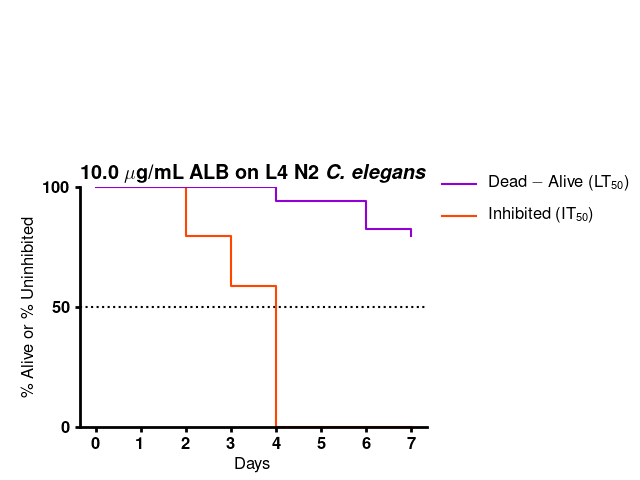 10.0 μg/mL ALB on L4 N2 C. elegans
Dead − Alive (LT50)
Inhibited (IT50)
% Alive or % Uninhibited
100
50
0
0 1 2 3 4 5 6 7
Days